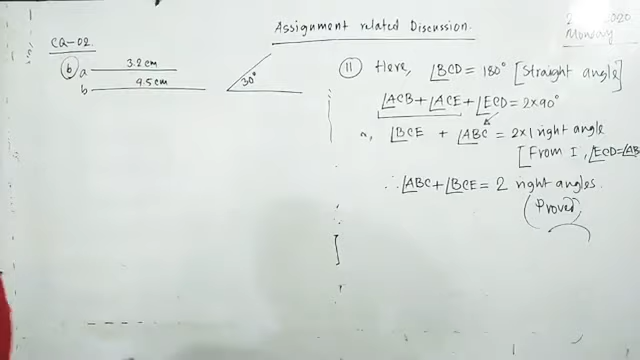 Assignment related Discussion.
Monday
CQ-02.
(b) a 3.2 cm
b 4.5 cm
30°
(11) Here, ∠BCD = 180° [Straight angle]
∠ACB + ∠ACE + ∠ECD = 2×90°
∠BCE + ∠ABC = 2×1 right angle
[From I, ∠ECD=∠AB
∴ ∠ABC + ∠BCE = 2 right angles.
(Proved)